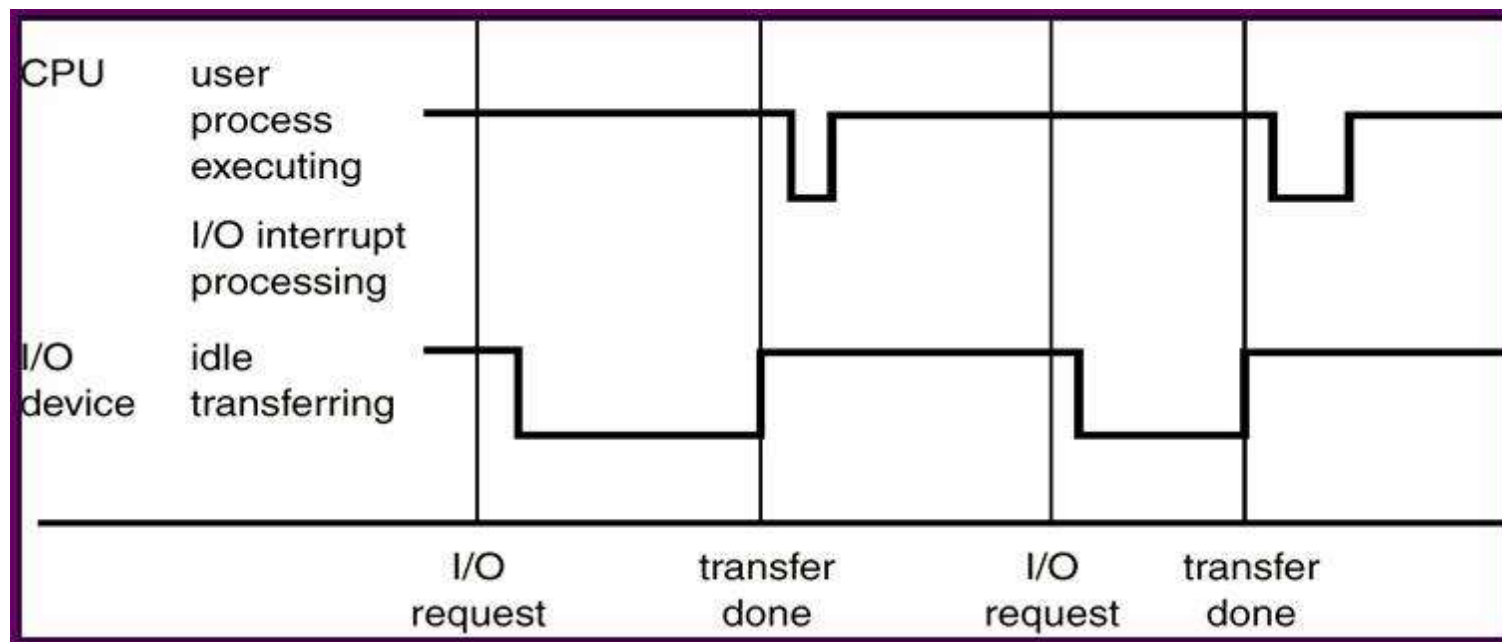 CPU user
process
executing
I/O interrupt
processing
I/O idle
device transferring
I/O transfer I/O transfer
request done request done